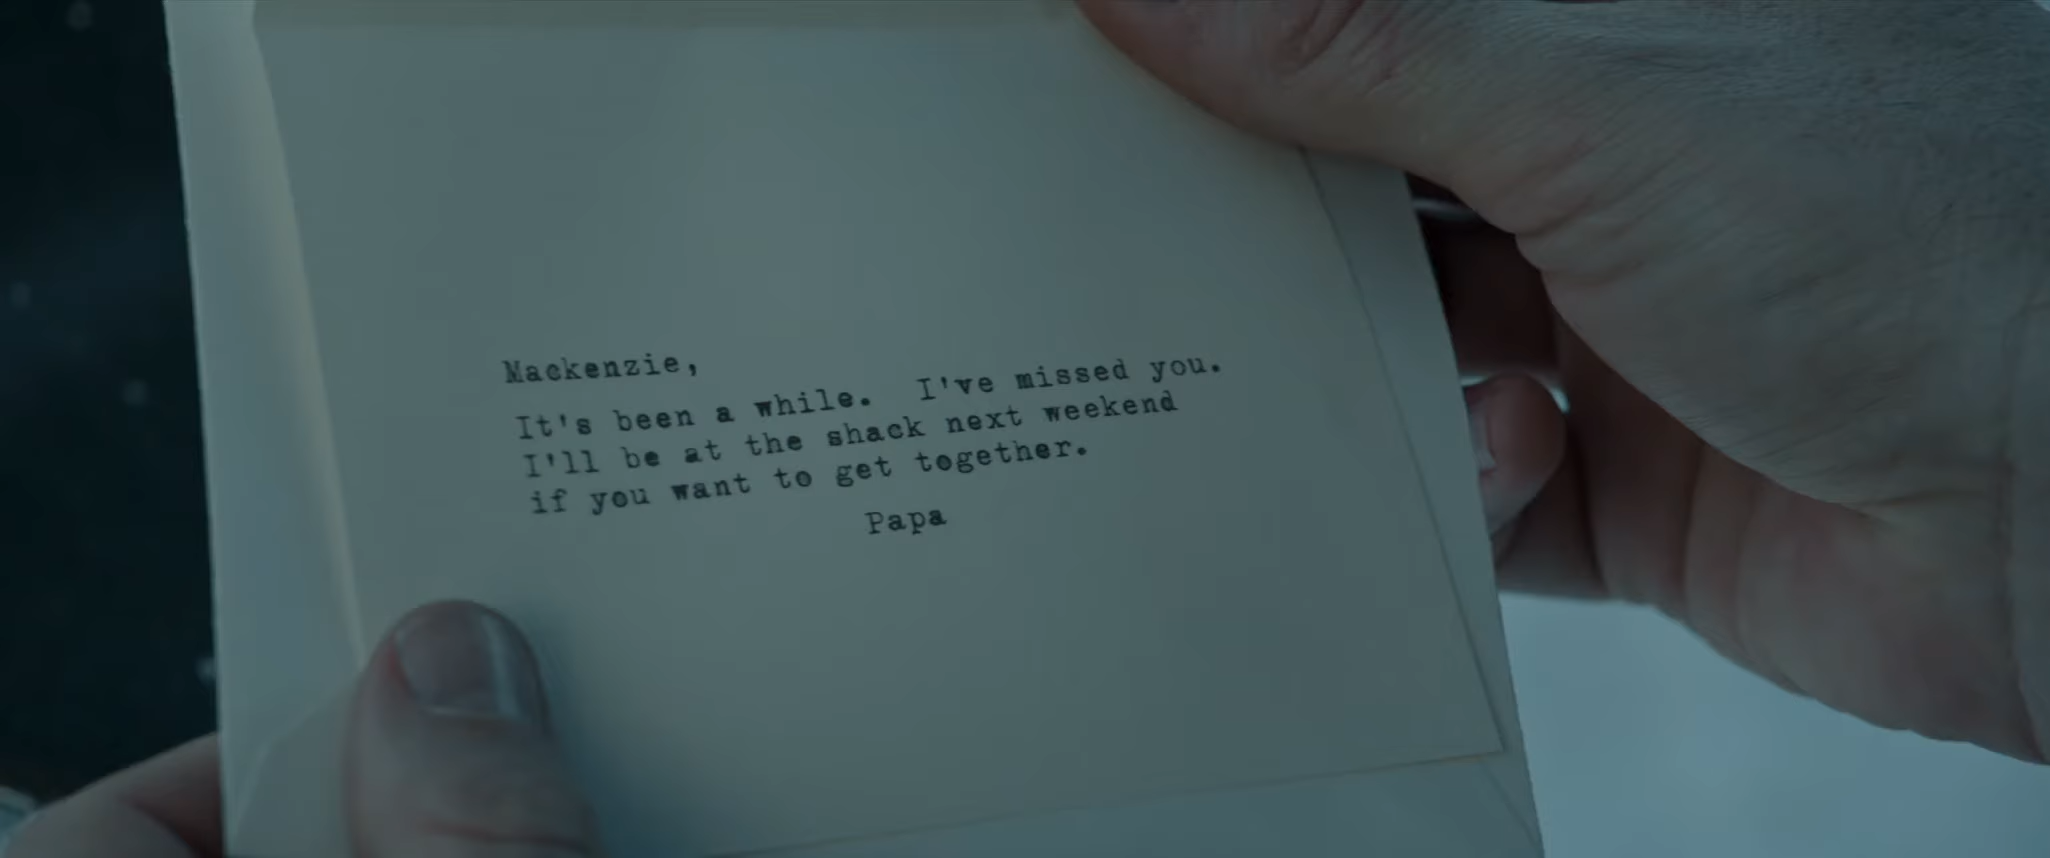 Mackenzie,
It's been a while.  I've missed you.
I'll be at the shack next weekend
if you want to get together.
Papa